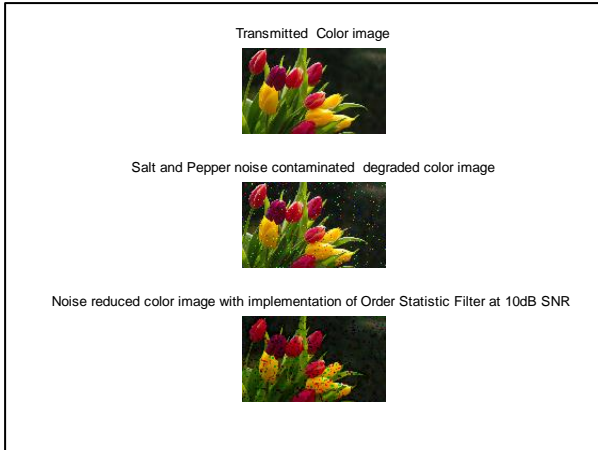 Transmitted Color image
Salt and Pepper noise contaminated degraded color image
Noise reduced color image with implementation of Order Statistic Filter at 10dB SNR